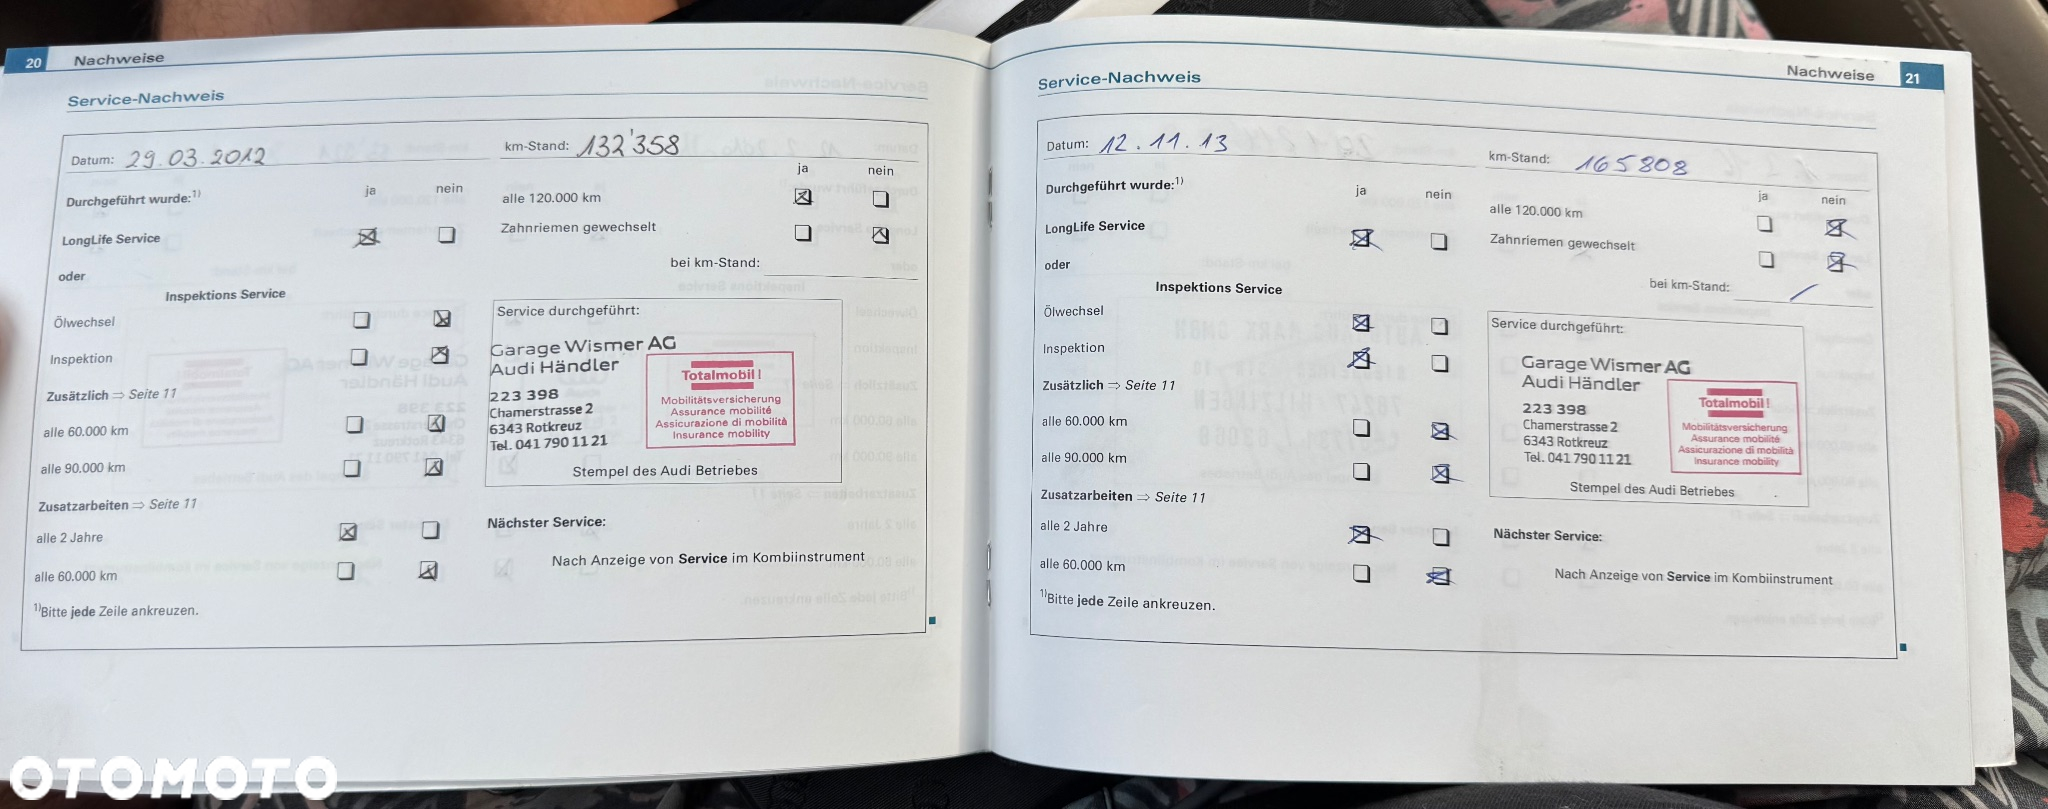 20 Nachweise
Service-Nachweis
Datum: 29.03.2012
km-Stand: 132'358
Durchgeführt wurde:1)
ja nein
LongLife Service
oder
Inspektions Service
Ölwechsel
Inspektion
Zusätzlich ⇒ Seite 11
alle 60.000 km
alle 90.000 km
Zusatzarbeiten ⇒ Seite 11
alle 2 Jahre
alle 60.000 km
1)Bitte jede Zeile ankreuzen.
ja nein
alle 120.000 km
Zahnriemen gewechselt
bei km-Stand:
Service durchgeführt:
Garage Wismer AG
Audi Händler
223 398
Chamerstrasse 2
6343 Rotkreuz
Tel. 041 790 11 21
Totalmobil!
Mobilitätsversicherung
Assurance mobilité
Assicurazione di mobilità
Insurance mobility
Stempel des Audi Betriebes
Nächster Service:
Nach Anzeige von Service im Kombiinstrument
Nachweise 21
Service-Nachweis
Datum: 12.11.13
km-Stand: 165808
Durchgeführt wurde:1)
ja nein
LongLife Service
oder
Inspektions Service
Ölwechsel
Inspektion
Zusätzlich ⇒ Seite 11
alle 60.000 km
alle 90.000 km
Zusatzarbeiten ⇒ Seite 11
alle 2 Jahre
alle 60.000 km
1)Bitte jede Zeile ankreuzen.
ja nein
alle 120.000 km
Zahnriemen gewechselt
bei km-Stand: /
Service durchgeführt:
Garage Wismer AG
Audi Händler
223 398
Chamerstrasse 2
6343 Rotkreuz
Tel. 041 790 11 21
Totalmobil!
Mobilitätsversicherung
Assurance mobilité
Assicurazione di mobilità
Insurance mobility
Stempel des Audi Betriebes
Nächster Service:
Nach Anzeige von Service im Kombiinstrument
OTOMOTO